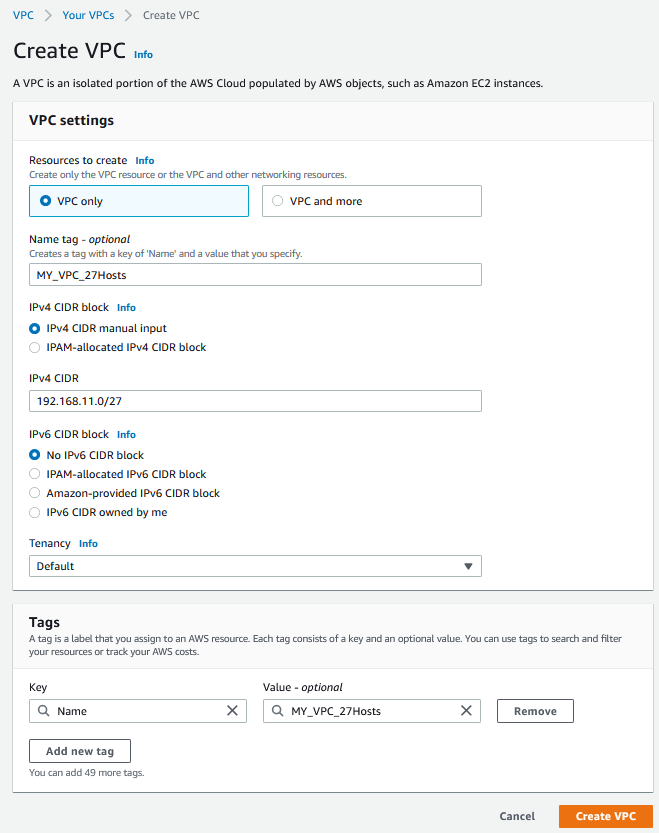 VPC > Your VPCs > Create VPC
Create VPC Info
A VPC is an isolated portion of the AWS Cloud populated by AWS objects, such as Amazon EC2 instances.
VPC settings
Resources to create Info
Create only the VPC resource or the VPC and other networking resources.
VPC only
VPC and more
Name tag - optional
Creates a tag with a key of 'Name' and a value that you specify.
MY_VPC_27Hosts
IPv4 CIDR block Info
IPv4 CIDR manual input
IPAM-allocated IPv4 CIDR block
IPv4 CIDR
192.168.11.0/27
IPv6 CIDR block Info
No IPv6 CIDR block
IPAM-allocated IPv6 CIDR block
Amazon-provided IPv6 CIDR block
IPv6 CIDR owned by me
Tenancy Info
Default
Tags
A tag is a label that you assign to an AWS resource. Each tag consists of a key and an optional value. You can use tags to search and filter
your resources or track your AWS costs.
Key
Value - optional
Name
MY_VPC_27Hosts
Remove
Add new tag
You can add 49 more tags.
Cancel
Create VPC